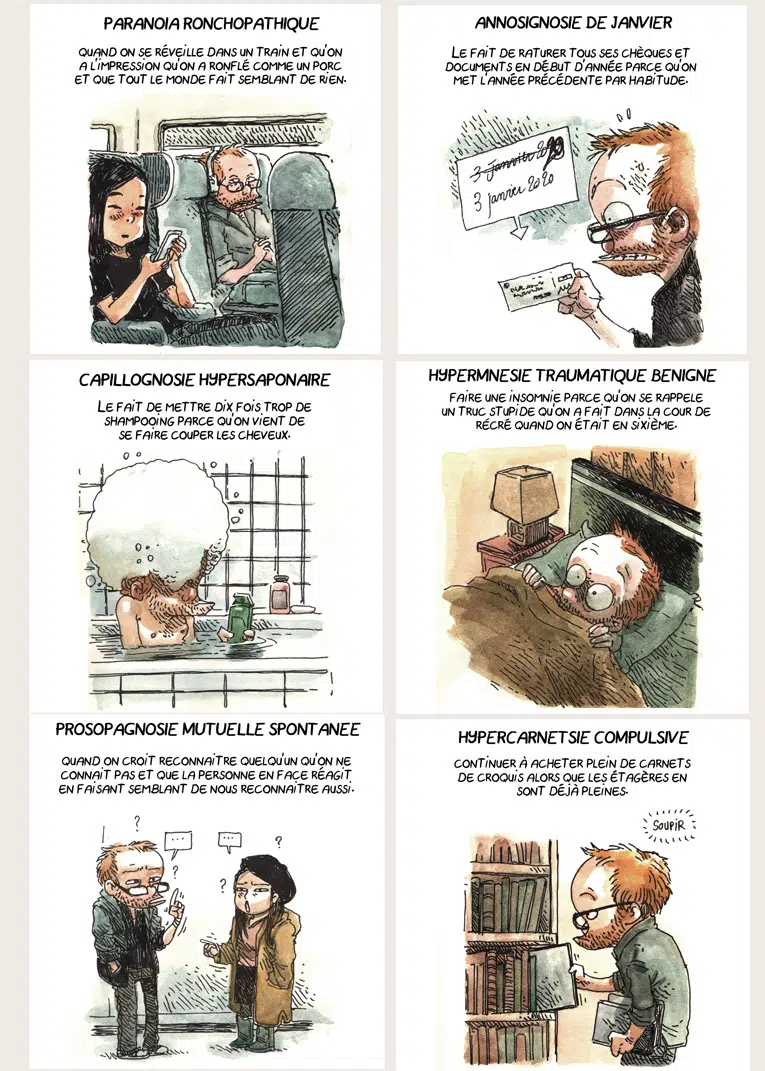 PARANOIA RONCHOPATHIQUE
QUAND ON SE RÉVEILLE DANS UN TRAIN ET QU'ON
A L'IMPRESSION QU'ON A RONFLÉ COMME UN PORC
ET QUE TOUT LE MONDE FAIT SEMBLANT DE RIEN.
ANNOSIGNOSIE DE JANVIER
LE FAIT DE RATURER TOUS SES CHÈQUES ET
DOCUMENTS EN DÉBUT D'ANNÉE PARCE QU'ON
MET L'ANNÉE PRÉCÉDENTE PAR HABITUDE.
3 Janvier
3 janvier 2020
CAPILLOGNOSIE HYPERSAPONAIRE
LE FAIT DE METTRE DIX FOIS TROP DE
SHAMPOOING PARCE QU'ON VIENT DE
SE FAIRE COUPER LES CHEVEUX.
HYPERMNESIE TRAUMATIQUE BENIGNE
FAIRE UNE INSOMNIE PARCE QU'ON SE RAPPELLE
UN TRUC STUPIDE QU'ON A FAIT DANS LA COUR DE
RÉCRÉ QUAND ON ÉTAIT EN SIXIÈME.
PROSOPAGNOSIE MUTUELLE SPONTANEE
QUAND ON CROIT RECONNAITRE QUELQU'UN QU'ON NE
CONNAIT PAS ET QUE LA PERSONNE EN FACE RÉAGIT
EN FAISANT SEMBLANT DE NOUS RECONNAITRE AUSSI.
?
...
...
?
?
?
HYPERCARNETSIE COMPULSIVE
CONTINUER À ACHETER PLEIN DE CARNETS
DE CROQUIS ALORS QUE LES ÉTAGÈRES EN
SONT DÉJÀ PLEINES.
SOUPIR